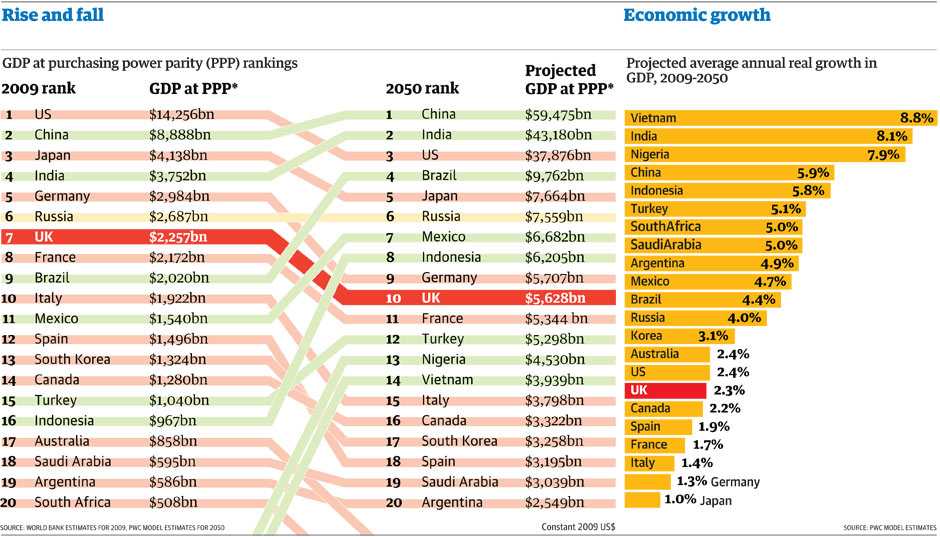 Rise and fall
Economic growth
GDP at purchasing power parity (PPP) rankings
2009 rank GDP at PPP*
2050 rank Projected GDP at PPP*
1 US $14,256bn
2 China $8,888bn
3 Japan $4,138bn
4 India $3,752bn
5 Germany $2,984bn
6 Russia $2,687bn
7 UK $2,257bn
8 France $2,172bn
9 Brazil $2,020bn
10 Italy $1,922bn
11 Mexico $1,540bn
12 Spain $1,496bn
13 South Korea $1,324bn
14 Canada $1,280bn
15 Turkey $1,040bn
16 Indonesia $967bn
17 Australia $858bn
18 Saudi Arabia $595bn
19 Argentina $586bn
20 South Africa $508bn
1 China $59,475bn
2 India $43,180bn
3 US $37,876bn
4 Brazil $9,762bn
5 Japan $7,664bn
6 Russia $7,559bn
7 Mexico $6,682bn
8 Indonesia $6,205bn
9 Germany $5,707bn
10 UK $5,628bn
11 France $5,344 bn
12 Turkey $5,298bn
13 Nigeria $4,530bn
14 Vietnam $3,939bn
15 Italy $3,798bn
16 Canada $3,322bn
17 South Korea $3,258bn
18 Spain $3,195bn
19 Saudi Arabia $3,039bn
20 Argentina $2,549bn
SOURCE: WORLD BANK ESTIMATES FOR 2009, PWC MODEL ESTIMATES FOR 2050
Constant 2009 US$
Projected average annual real growth in
GDP, 2009-2050
Vietnam 8.8%
India 8.1%
Nigeria 7.9%
China 5.9%
Indonesia 5.8%
Turkey 5.1%
SouthAfrica 5.0%
SaudiArabia 5.0%
Argentina 4.9%
Mexico 4.7%
Brazil 4.4%
Russia 4.0%
Korea 3.1%
Australia 2.4%
US 2.4%
UK 2.3%
Canada 2.2%
Spain 1.9%
France 1.7%
Italy 1.4%
1.3% Germany
1.0% Japan
SOURCE: PWC MODEL ESTIMATES